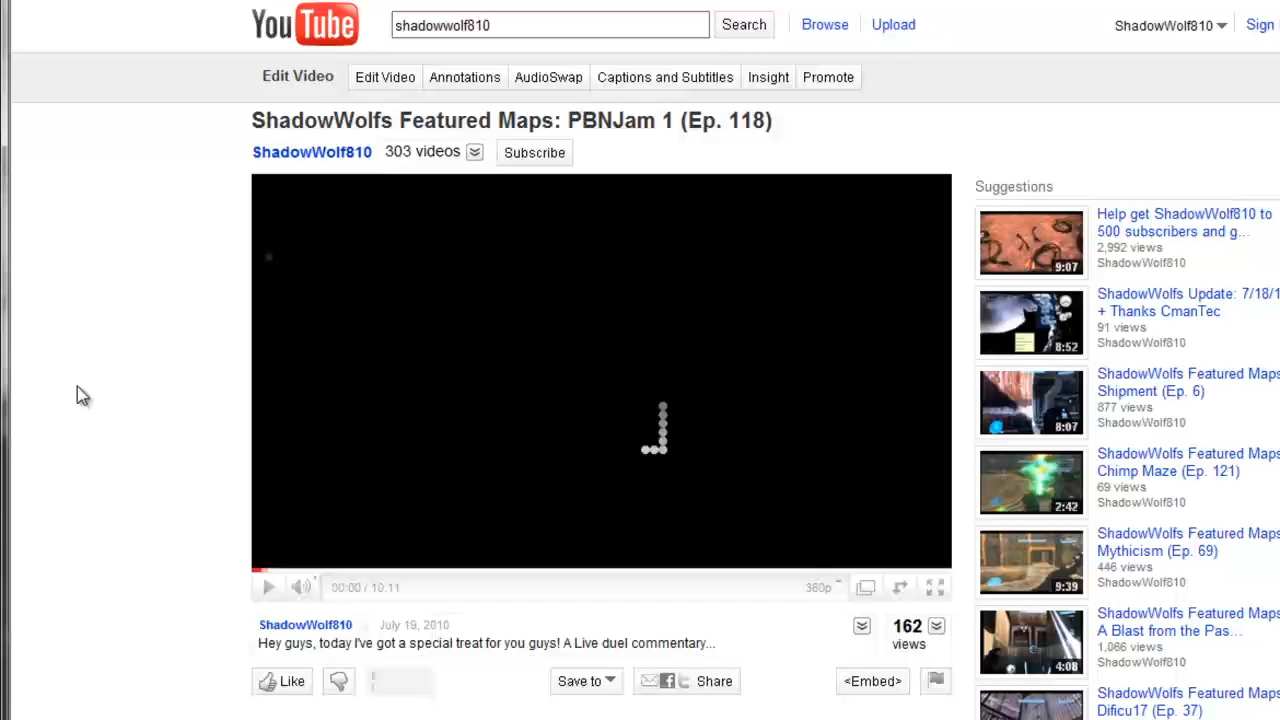 YouTube
shadowwolf810
Search
Browse
Upload
ShadowWolf810
Sign
Edit Video
Edit Video
Annotations
AudioSwap
Captions and Subtitles
Insight
Promote
ShadowWolfs Featured Maps: PBNJam 1 (Ep. 118)
ShadowWolf810
303 videos
Subscribe
00:00 / 10:11
360p
ShadowWolf810
July 19, 2010
Hey guys, today I've got a special treat for you guys! A Live duel commentary...
162
views
Like
Save to
Share
<Embed>
Suggestions
9:07
Help get ShadowWolf810 to
500 subscribers and g...
2,992 views
ShadowWolf810
8:52
ShadowWolfs Update: 7/18/1
+ Thanks CmanTec
91 views
ShadowWolf810
8:07
ShadowWolfs Featured Maps
Shipment (Ep. 6)
877 views
ShadowWolf810
2:42
ShadowWolfs Featured Maps
Chimp Maze (Ep. 121)
69 views
ShadowWolf810
9:39
ShadowWolfs Featured Maps
Mythicism (Ep. 69)
446 views
ShadowWolf810
4:08
ShadowWolfs Featured Maps
A Blast from the Pas...
1,066 views
ShadowWolf810
ShadowWolfs Featured Maps
Dificu17 (Ep. 37)